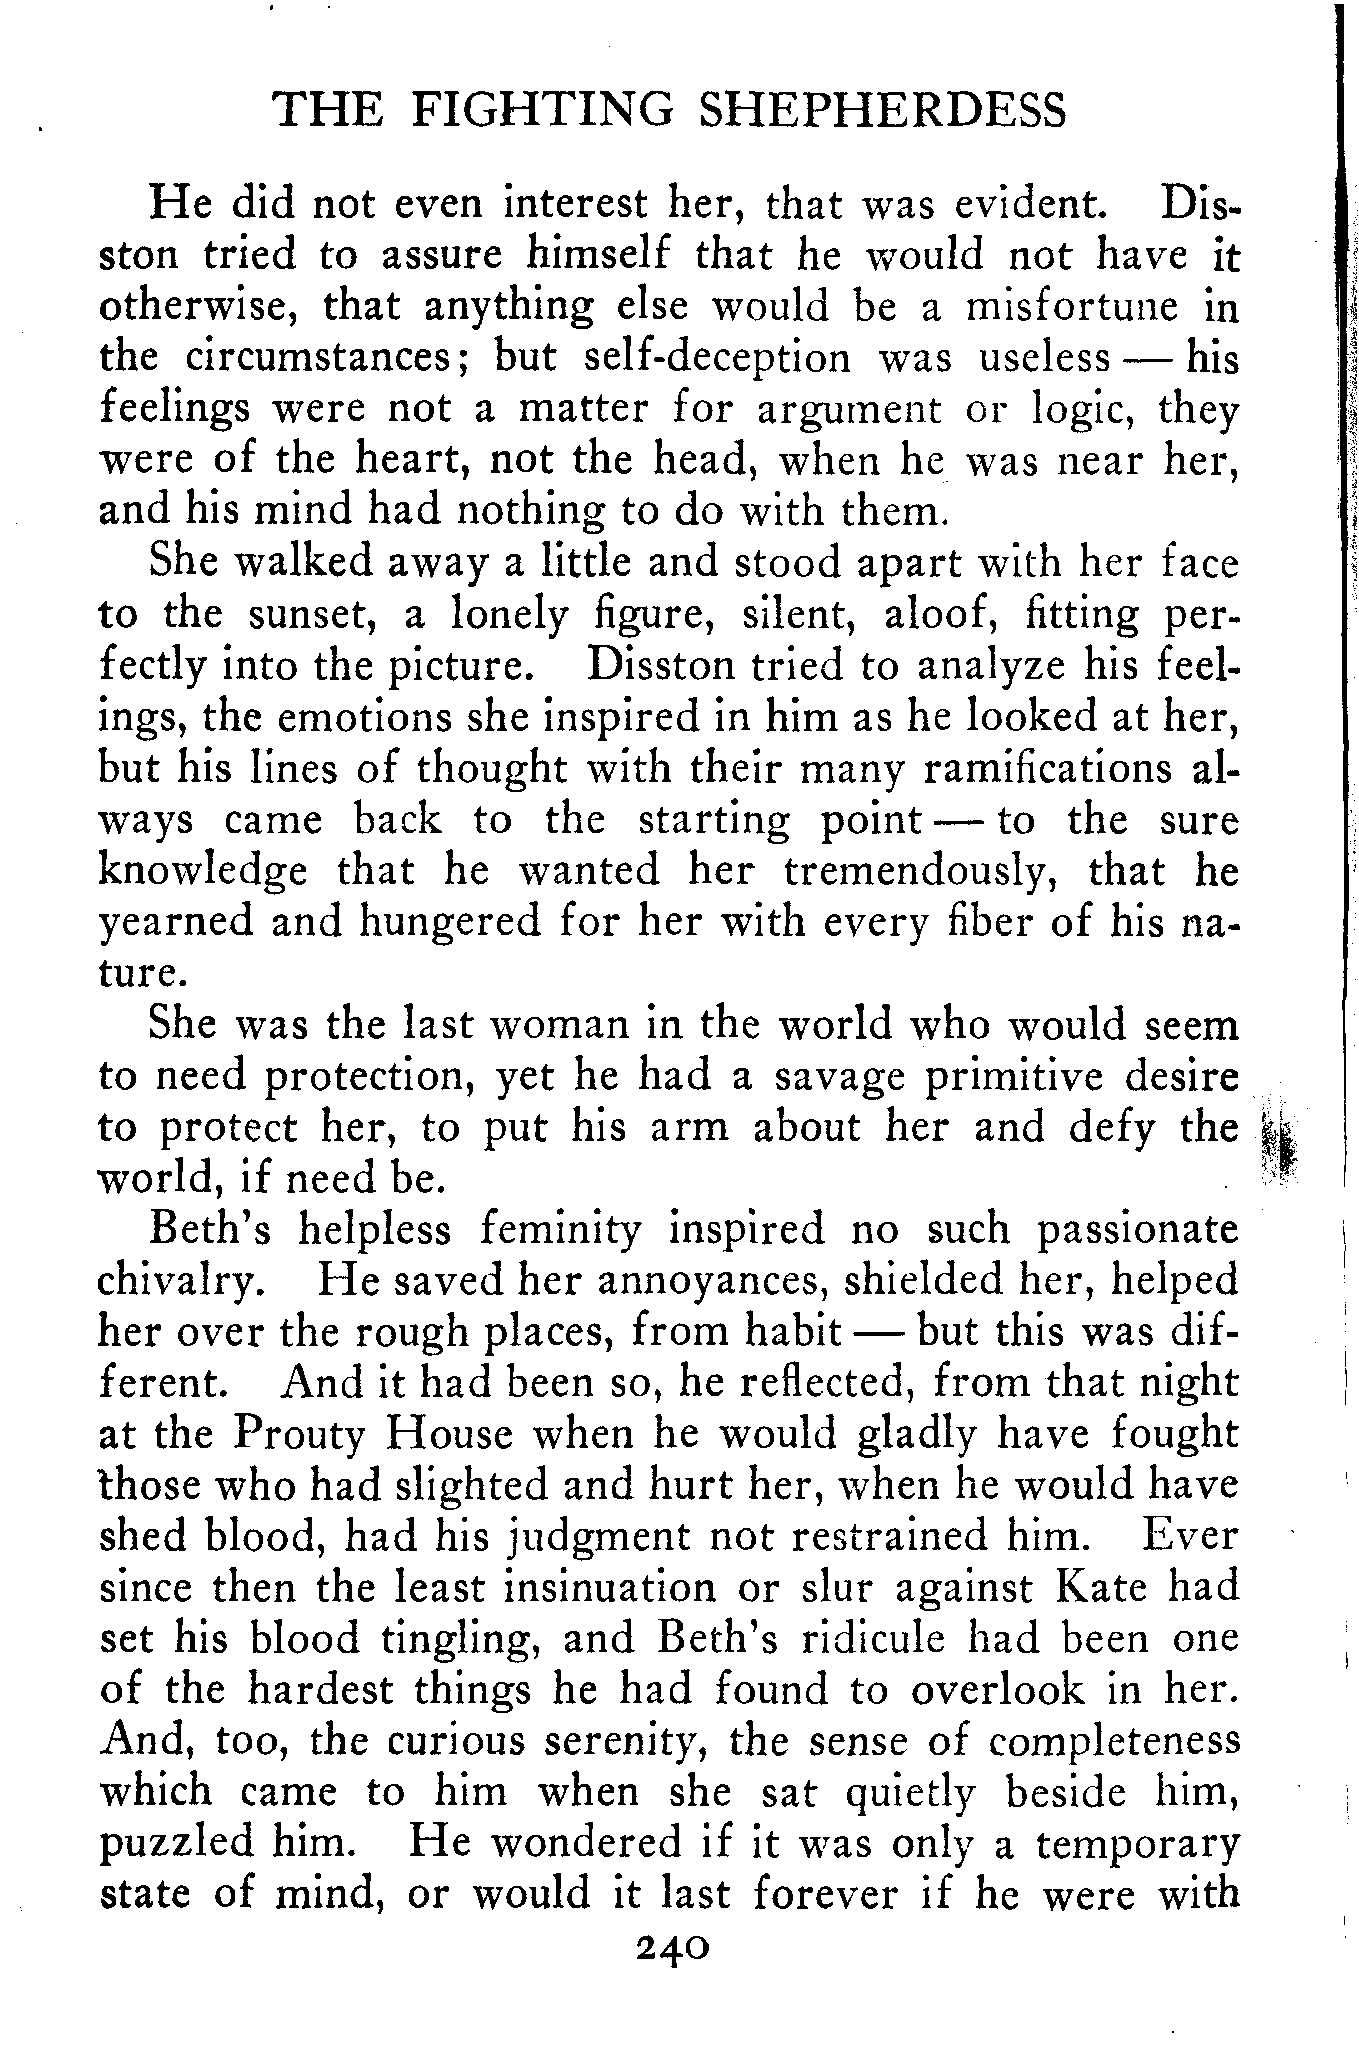 THE FIGHTING SHEPHERDESS
He did not even interest her, that was evident. Dis-
ston tried to assure himself that he would not have it
otherwise, that anything else would be a misfortune in
the circumstances; but self-deception was useless — his
feelings were not a matter for argument or logic, they
were of the heart, not the head, when he was near her,
and his mind had nothing to do with them.
She walked away a little and stood apart with her face
to the sunset, a lonely figure, silent, aloof, fitting per-
fectly into the picture. Disston tried to analyze his feel-
ings, the emotions she inspired in him as he looked at her,
but his lines of thought with their many ramifications al-
ways came back to the starting point — to the sure
knowledge that he wanted her tremendously, that he
yearned and hungered for her with every fiber of his na-
ture.
She was the last woman in the world who would seem
to need protection, yet he had a savage primitive desire
to protect her, to put his arm about her and defy the
world, if need be.
Beth's helpless feminity inspired no such passionate
chivalry. He saved her annoyances, shielded her, helped
her over the rough places, from habit — but this was dif-
ferent. And it had been so, he reflected, from that night
at the Prouty House when he would gladly have fought
those who had slighted and hurt her, when he would have
shed blood, had his judgment not restrained him. Ever
since then the least insinuation or slur against Kate had
set his blood tingling, and Beth's ridicule had been one
of the hardest things he had found to overlook in her.
And, too, the curious serenity, the sense of completeness
which came to him when she sat quietly beside him,
puzzled him. He wondered if it was only a temporary
state of mind, or would it last forever if he were with
240